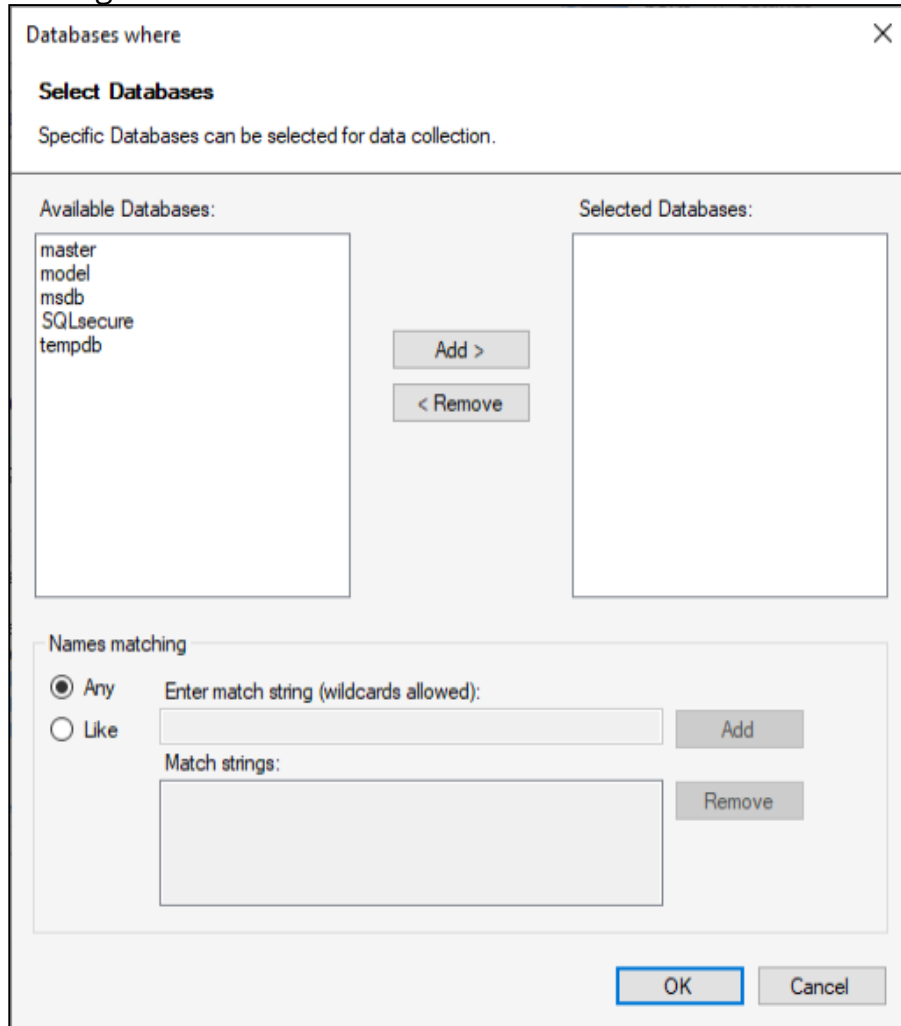 Databases where
Select Databases
Specific Databases can be selected for data collection.
Available Databases:
Selected Databases:
master
model
msdb
SQLsecure
tempdb
Add >
< Remove
Names matching
Any
Enter match string (wildcards allowed):
Like
Add
Match strings:
Remove
OK
Cancel